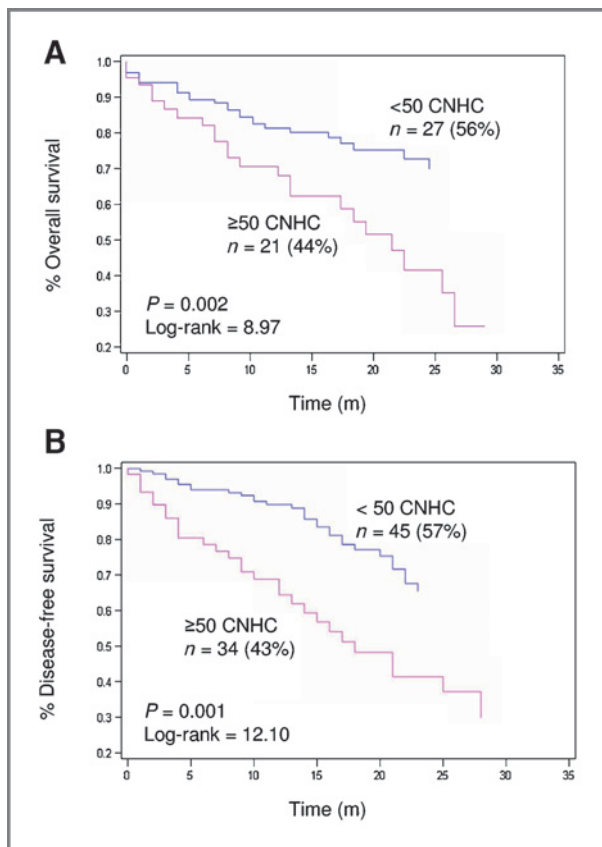 A
1.0
0.9
0.8
0.7
0.6
0.5
0.4
0.3
0.2
% Overall survival
<50 CNHC
n = 27 (56%)
≥50 CNHC
n = 21 (44%)
P = 0.002
Log-rank = 8.97
0 5 10 15 20 25 30 35
Time (m)
B
1.0
0.9
0.8
0.7
0.6
0.5
0.4
0.3
0.2
% Disease-free survival
< 50 CNHC
n = 45 (57%)
≥50 CNHC
n = 34 (43%)
P = 0.001
Log-rank = 12.10
0 5 10 15 20 25 30 35
Time (m)